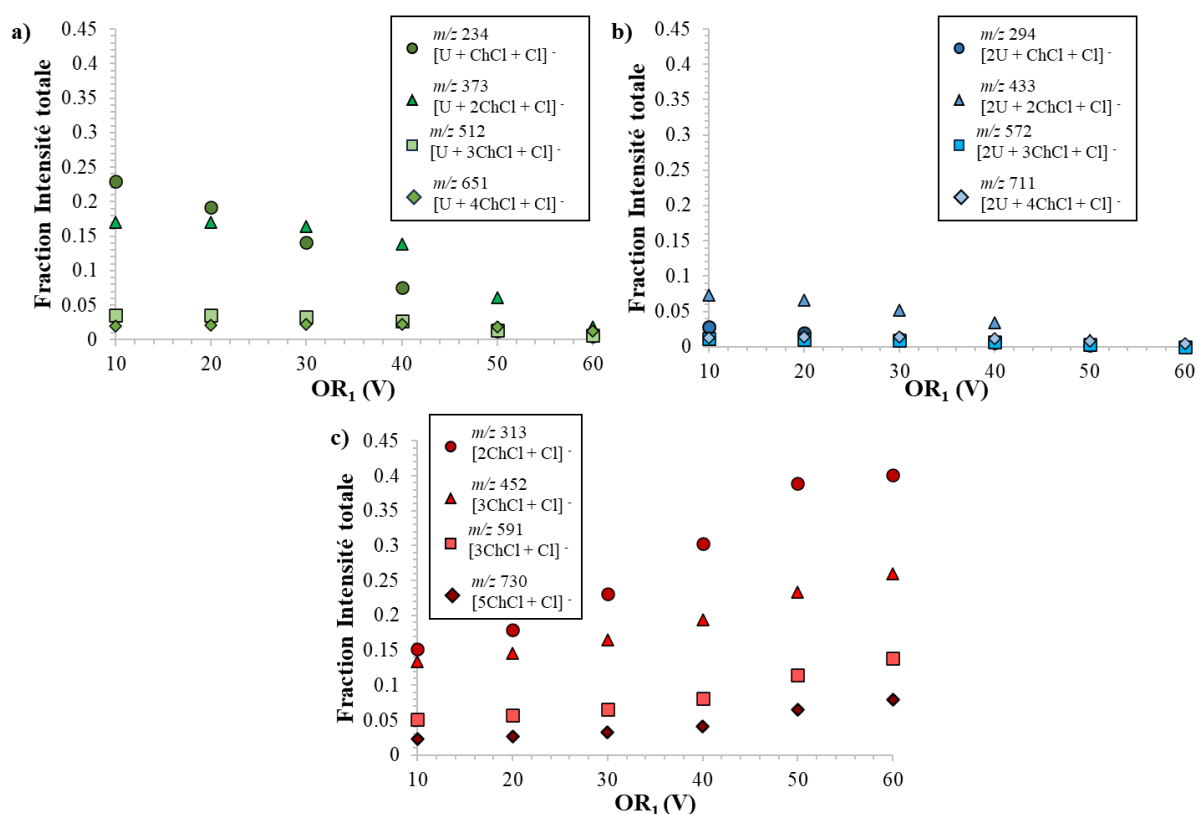 a)
Fraction Intensité totale
0.45
0.4
0.35
0.3
0.25
0.2
0.15
0.1
0.05
0
10
20
30
40
50
60
OR1 (V)
m/z 234
[U + ChCl + Cl] -
m/z 373
[U + 2ChCl + Cl] -
m/z 512
[U + 3ChCl + Cl] -
m/z 651
[U + 4ChCl + Cl] -
b)
Fraction Intensité totale
0.45
0.4
0.35
0.3
0.25
0.2
0.15
0.1
0.05
0
10
20
30
40
50
60
OR1 (V)
m/z 294
[2U + ChCl + Cl] -
m/z 433
[2U + 2ChCl + Cl] -
m/z 572
[2U + 3ChCl + Cl] -
m/z 711
[2U + 4ChCl + Cl] -
c)
Fraction Intensité totale
0.45
0.4
0.35
0.3
0.25
0.2
0.15
0.1
0.05
0
10
20
30
40
50
60
OR1 (V)
m/z 313
[2ChCl + Cl] -
m/z 452
[3ChCl + Cl] -
m/z 591
[3ChCl + Cl] -
m/z 730
[5ChCl + Cl] -